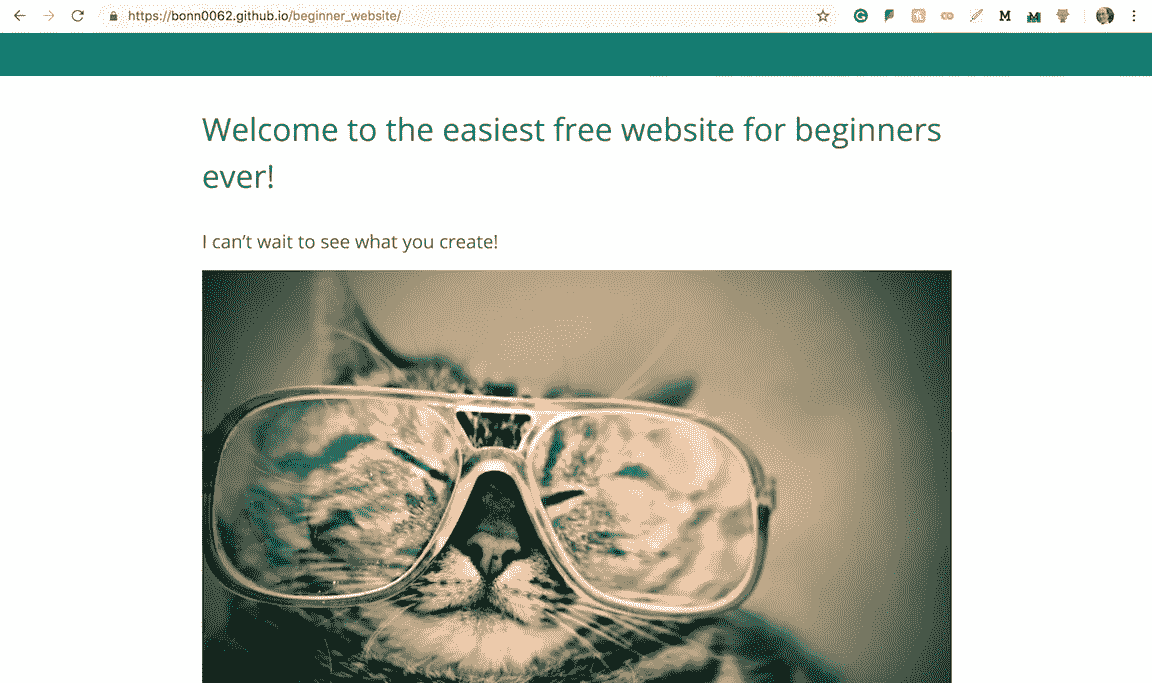 https://bonn0062.github.io/beginner_website/
Welcome to the easiest free website for beginners
ever!
I can't wait to see what you create!